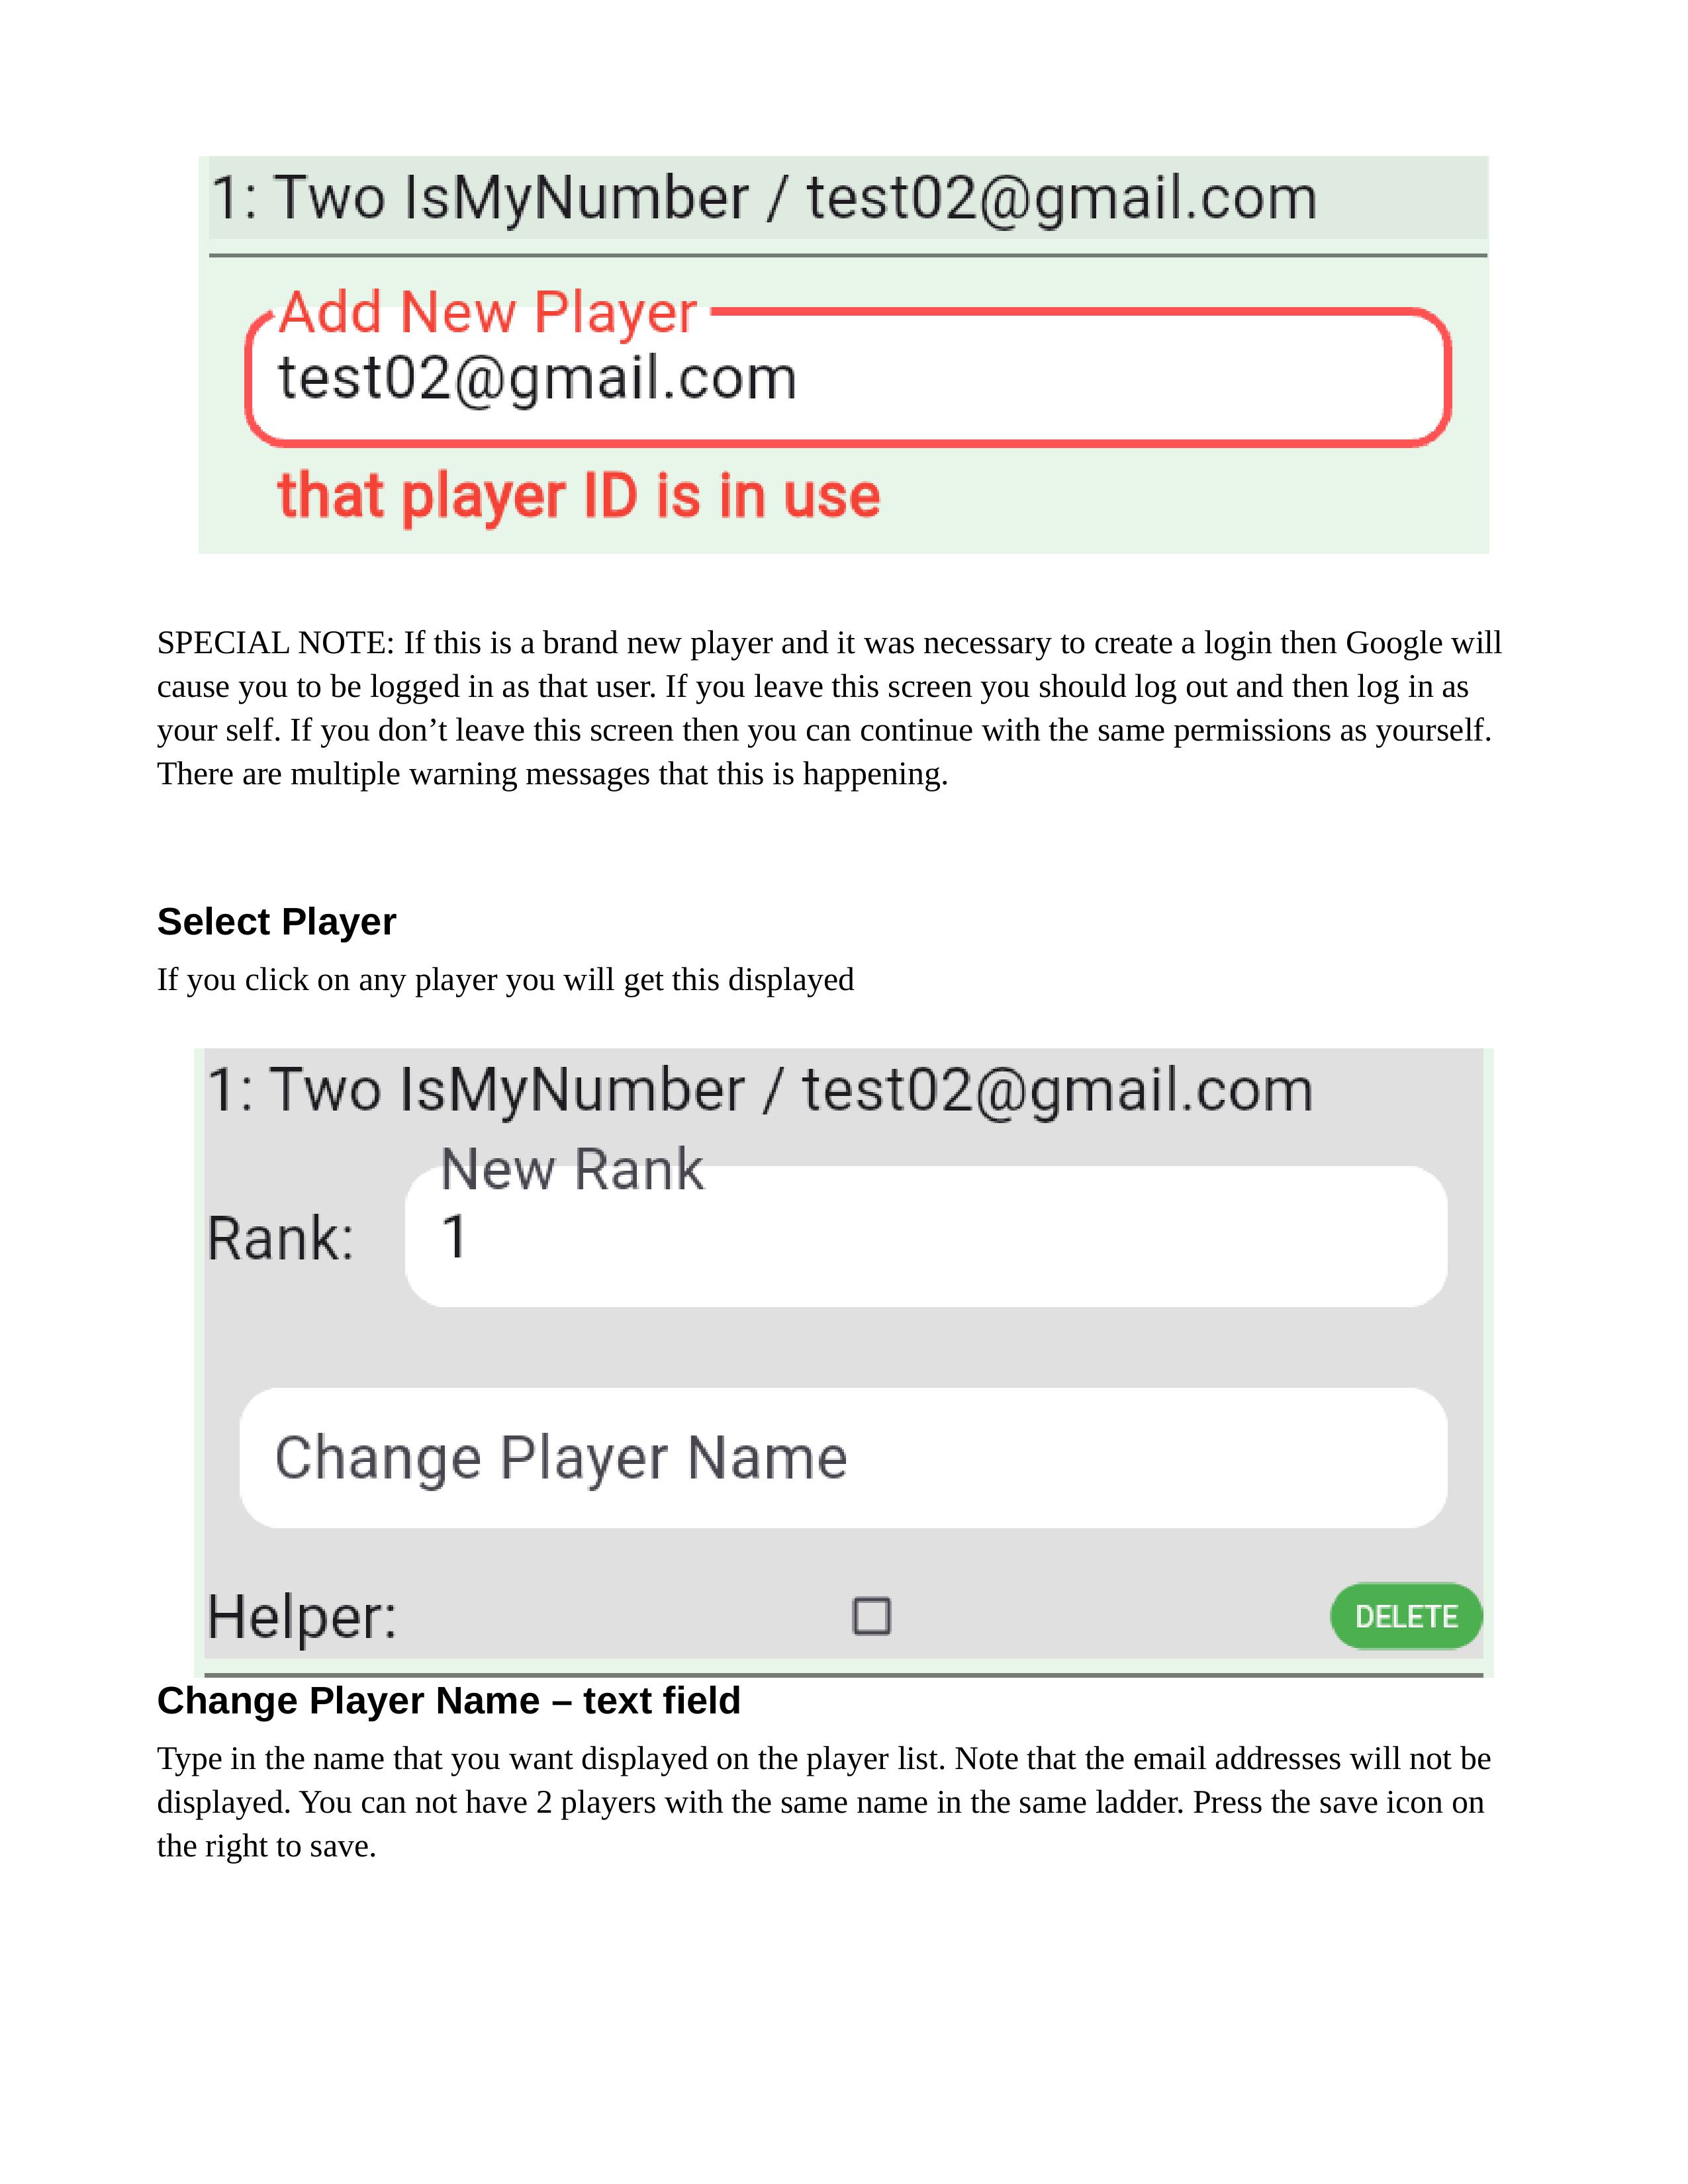 1: Two IsMyNumber / test02@gmail.com
Add New Player
test02@gmail.com
that player ID is in use
SPECIAL NOTE: If this is a brand new player and it was necessary to create a login then Google will
cause you to be logged in as that user. If you leave this screen you should log out and then log in as
your self. If you don’t leave this screen then you can continue with the same permissions as yourself.
There are multiple warning messages that this is happening.
Select Player
If you click on any player you will get this displayed
1: Two IsMyNumber / test02@gmail.com
New Rank
Rank: 1
Change Player Name
Helper: DELETE
Change Player Name – text field
Type in the name that you want displayed on the player list. Note that the email addresses will not be
displayed. You can not have 2 players with the same name in the same ladder. Press the save icon on
the right to save.